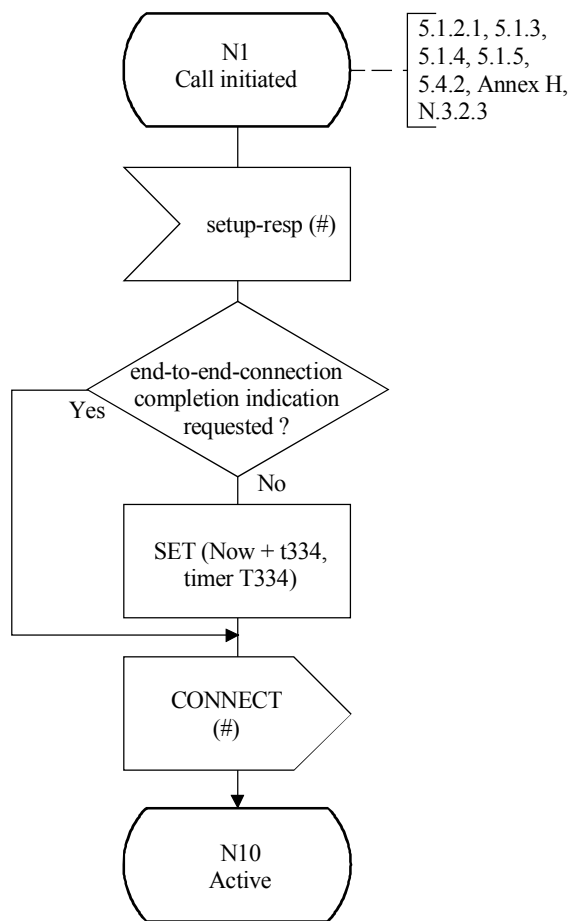 N1
Call initiated
5.1.2.1, 5.1.3,
5.1.4, 5.1.5,
5.4.2, Annex H,
N.3.2.3
setup-resp (#)
end-to-end-connection
completion indication
requested ?
Yes
No
SET (Now + t334,
timer T334)
CONNECT
(#)
N10
Active